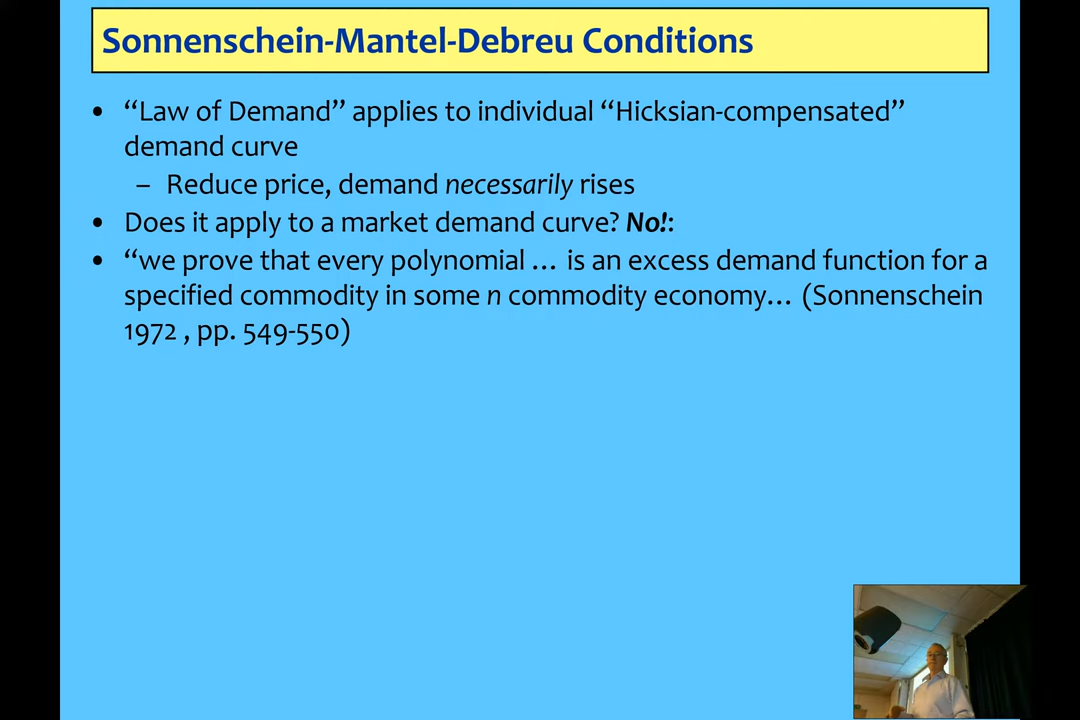 Sonnenschein-Mantel-Debreu Conditions
• “Law of Demand” applies to individual “Hicksian-compensated”
demand curve
– Reduce price, demand necessarily rises
• Does it apply to a market demand curve? No!:
• “we prove that every polynomial … is an excess demand function for a
specified commodity in some n commodity economy… (Sonnenschein
1972 , pp. 549-550)